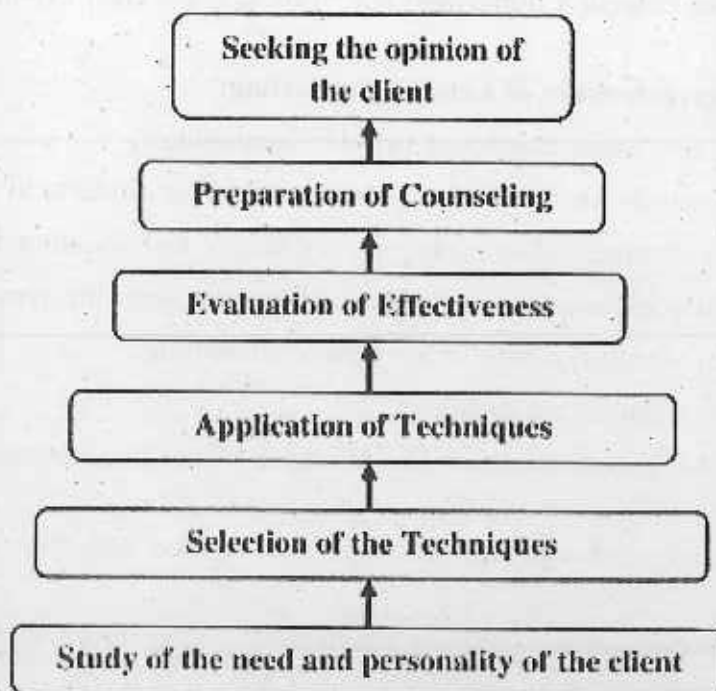 Seeking the opinion of
the client
Preparation of Counseling
Evaluation of Effectiveness
Application of Techniques
Selection of the Techniques
Study of the need and personality of the client